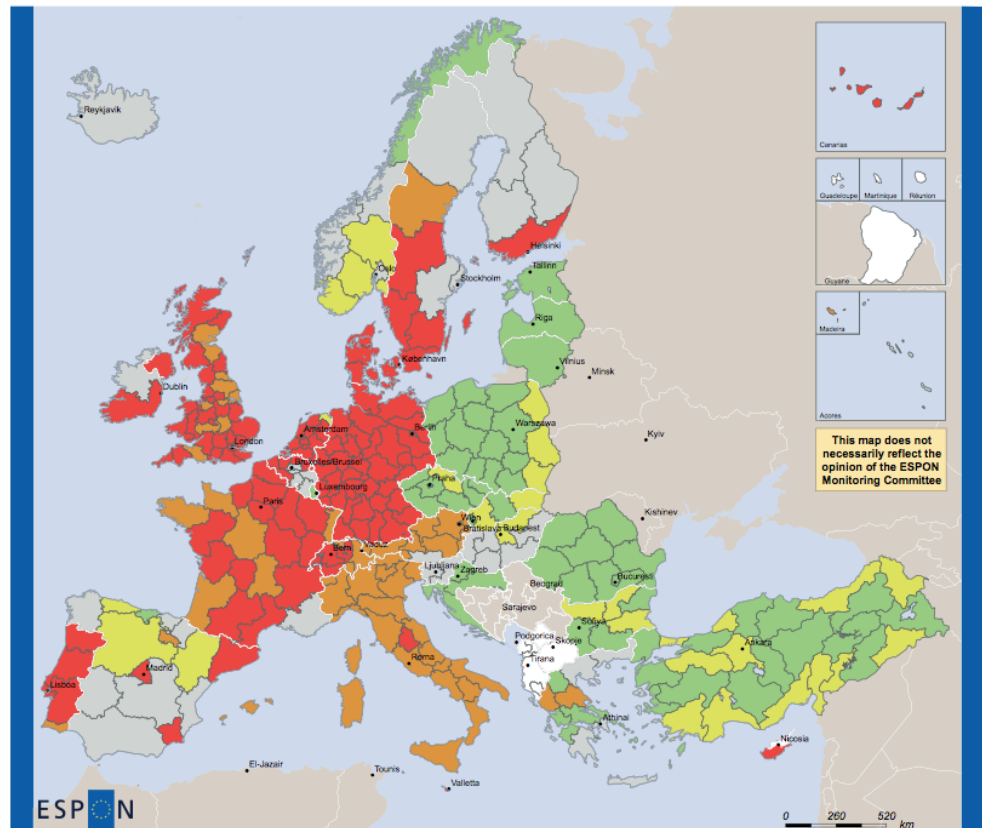 Reykjavik
Canarias
Guadeloupe
Martinique
Réunion
Guyane
Madeira
Acores
This map does not
necessarily reflect the
opinion of the ESPON
Monitoring Committee
Oslo
Helsinki
Tallinn
Stockholm
Riga
København
Vilnius
Minsk
Dublin
Amsterdam
Berlin
Warszawa
London
Kyiv
Bruxelles/Brussel
Luxembourg
Praha
Paris
Wien
Bratislava
Budapest
Kishinev
Bern
Vaduz
Ljubljana
Zagreb
Beograd
Bucuresti
Sarajevo
Sofiya
Podgorica
Skopje
Ankara
Tirana
Roma
Madrid
Lisboa
Athinai
Nicosia
El-Jazair
Tounis
Valletta
ESPON
0 260 520
km